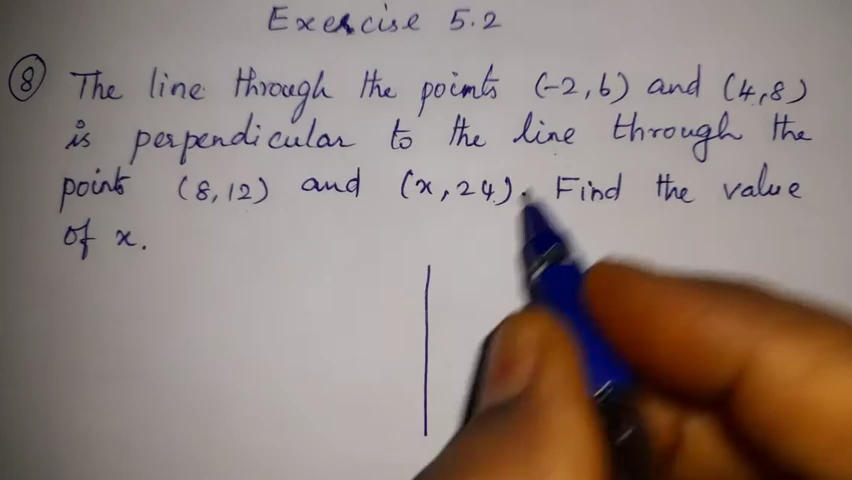 Exercise 5.2
8 The line through the points (-2,6) and (4,8)
is perpendicular to the line through the
point (8,12) and (x,24). Find the value
of x.